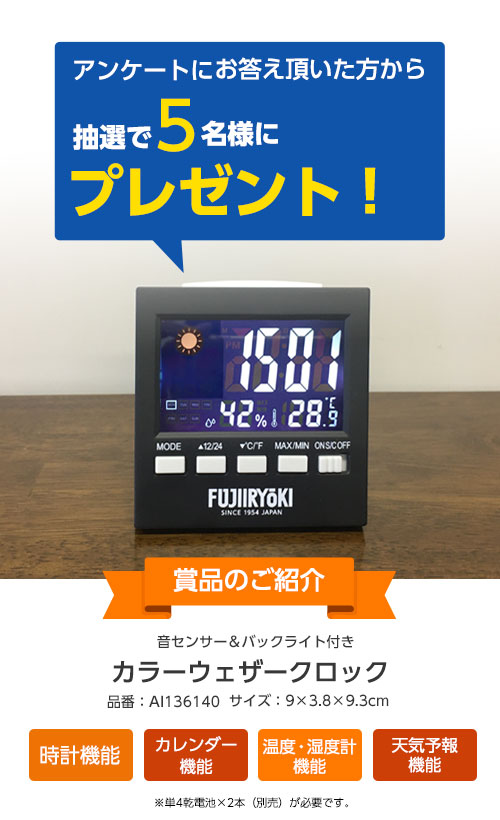 アンケートにお答え頂いた方から
抽選で5名様に
プレゼント！
1501
42% 28.9℃
MODE ▲12/24 ▼℃/℉ MAX/MIN ON S/C OFF
FUJIIRYōKI
SINCE 1954 JAPAN
賞品のご紹介
音センサー＆バックライト付き
カラーウェザークロック
品番：AI136140 サイズ：9×3.8×9.3cm
時計機能
カレンダー
機能
温度・湿度計
機能
天気予報
機能
※単4乾電池×2本（別売）が必要です。